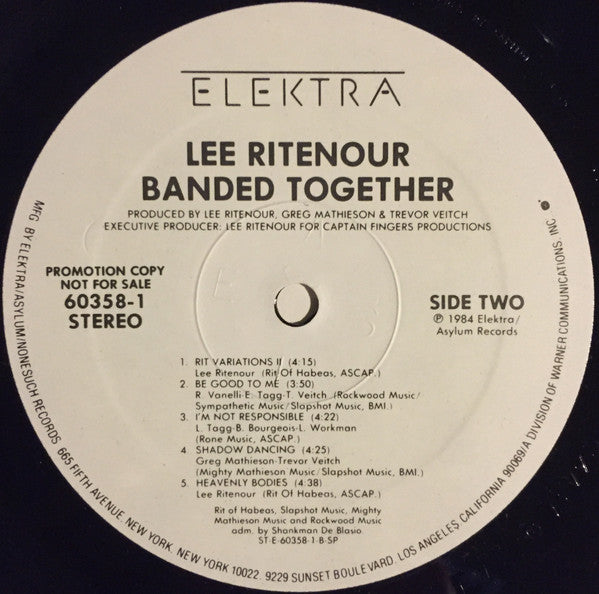 ELEKTRA
LEE RITENOUR
BANDED TOGETHER
PRODUCED BY LEE RITENOUR, GREG MATHIESON & TREVOR VEITCH
EXECUTIVE PRODUCER: LEE RITENOUR FOR CAPTAIN FINGERS PRODUCTIONS
PROMOTION COPY
NOT FOR SALE
60358-1
STEREO
SIDE TWO
℗ 1984 Elektra/
Asylum Records
1. RIT VARIATIONS II (4:15)
Lee Ritenour (Rit Of Habeas, ASCAP.)
2. BE GOOD TO ME (3:50)
R. Vanelli-E. Tagg-T. Veitch (Rockwood Music/
Sympathetic Music/Slapshot Music, BMI.)
3. I'M NOT RESPONSIBLE (4:22)
L. Tagg-B. Bourgeois-L. Workman
(Rone Music, ASCAP.)
4. SHADOW DANCING (4:25)
Greg Mathieson-Trevor Veitch
(Mighty Mathieson Music/Slapshot Music, BMI.)
5. HEAVENLY BODIES (4:38)
Lee Ritenour (Rit Of Habeas, ASCAP.)
Rit of Habeas, Slapshot Music, Mighty
Mathieson Music and Rockwood Music
adm. by Shankman De Blasio.
ST-E-60358-1-B-SP
MFG. BY ELEKTRA/ASYLUM/NONESUCH RECORDS. 665 FIFTH AVENUE. NEW YORK. NEW YORK 10022. 9229 SUNSET BOULEVARD. LOS ANGELES. CALIFORNIA 90069/A DIVISION OF WARNER COMMUNICATIONS, INC.